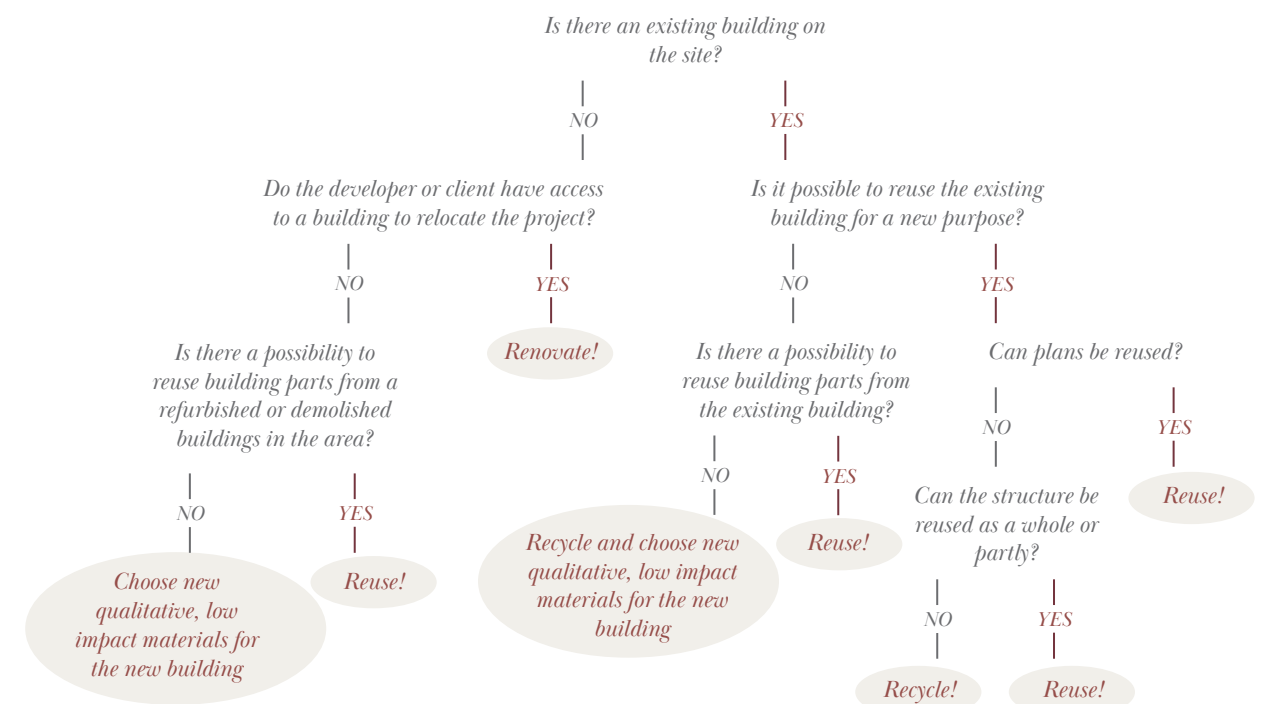 Is there an existing building on
the site?
NO
YES
Do the developer or client have access
to a building to relocate the project?
Is it possible to reuse the existing
building for a new purpose?
NO
YES
NO
YES
Is there a possibility to
reuse building parts from a
refurbished or demolished
buildings in the area?
Renovate!
Is there a possibility to
reuse building parts from
the existing building?
Can plans be reused?
NO
YES
NO
YES
NO
YES
Choose new
qualitative, low
impact materials for
the new building
Reuse!
Recycle and choose new
qualitative, low impact
materials for the new
building
Reuse!
Can the structure be
reused as a whole or
partly?
Reuse!
NO
YES
Recycle!
Reuse!